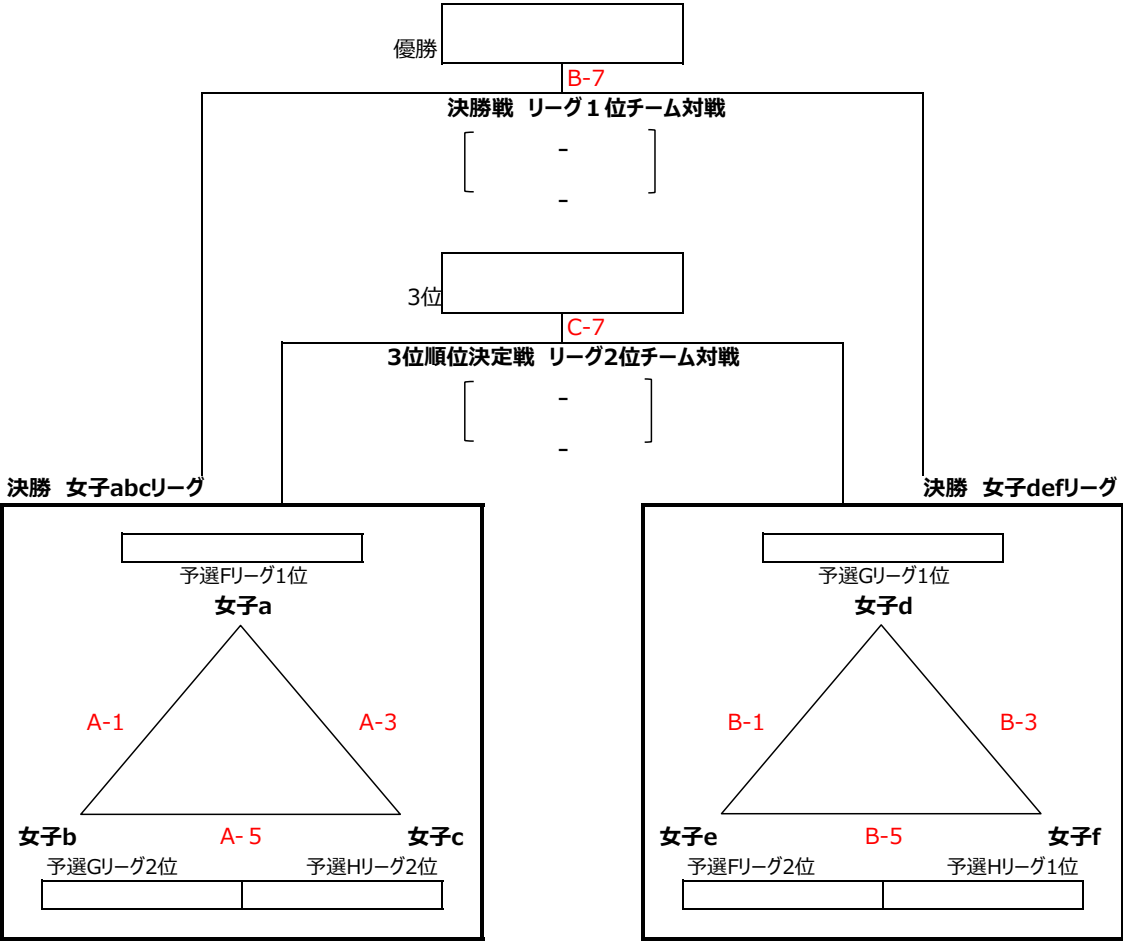 優勝
B-7
決勝戦 リーグ１位チーム対戦
-
-
3位
C-7
3位順位決定戦 リーグ2位チーム対戦
-
-
決勝 女子abcリーグ
決勝 女子defリーグ
予選Fリーグ1位
予選Gリーグ1位
女子a
女子d
A-1
A-3
B-1
B-3
女子b
A-５
女子c
女子e
B-5
女子f
予選Gリーグ2位
予選Hリーグ2位
予選Fリーグ2位
予選Hリーグ1位